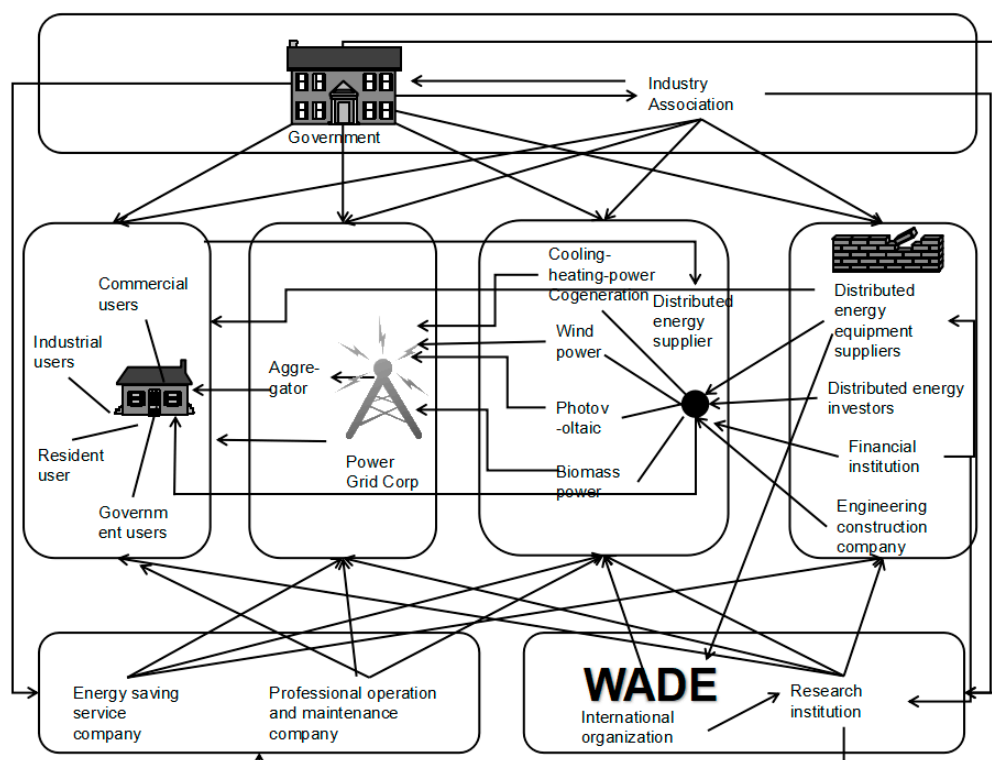 Government
Industry
Association
Commercial
users
Industrial
users
Resident
user
Governm
ent users
Aggre-
gator
Power
Grid Corp
Cooling-
heating-power
Cogeneration
Distributed
energy
supplier
Wind
power
Photov
-oltaic
Biomass
power
Distributed
energy
equipment
suppliers
Distributed energy
investors
Financial
institution
Engineering
construction
company
Energy saving
service
company
Professional operation
and maintenance
company
WADE
International
organization
Research
institution